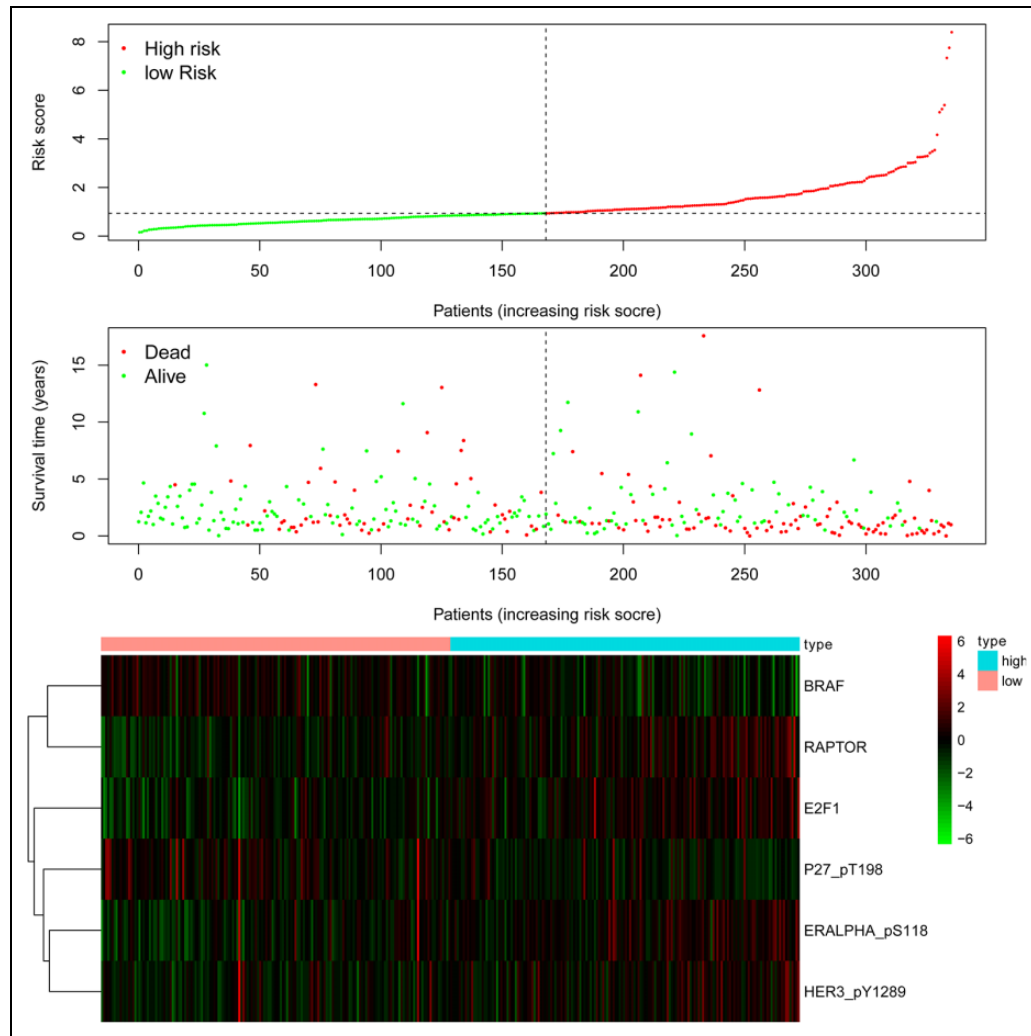 High risk
low Risk
Risk score
0
2
4
6
8
0 50 100 150 200 250 300
Patients (increasing risk socre)
Dead
Alive
Survival time (years)
0
5
10
15
0 50 100 150 200 250 300
Patients (increasing risk socre)
type
BRAF
RAPTOR
E2F1
P27_pT198
ERALPHA_pS118
HER3_pY1289
6
4
2
0
−2
−4
−6
type
high
low